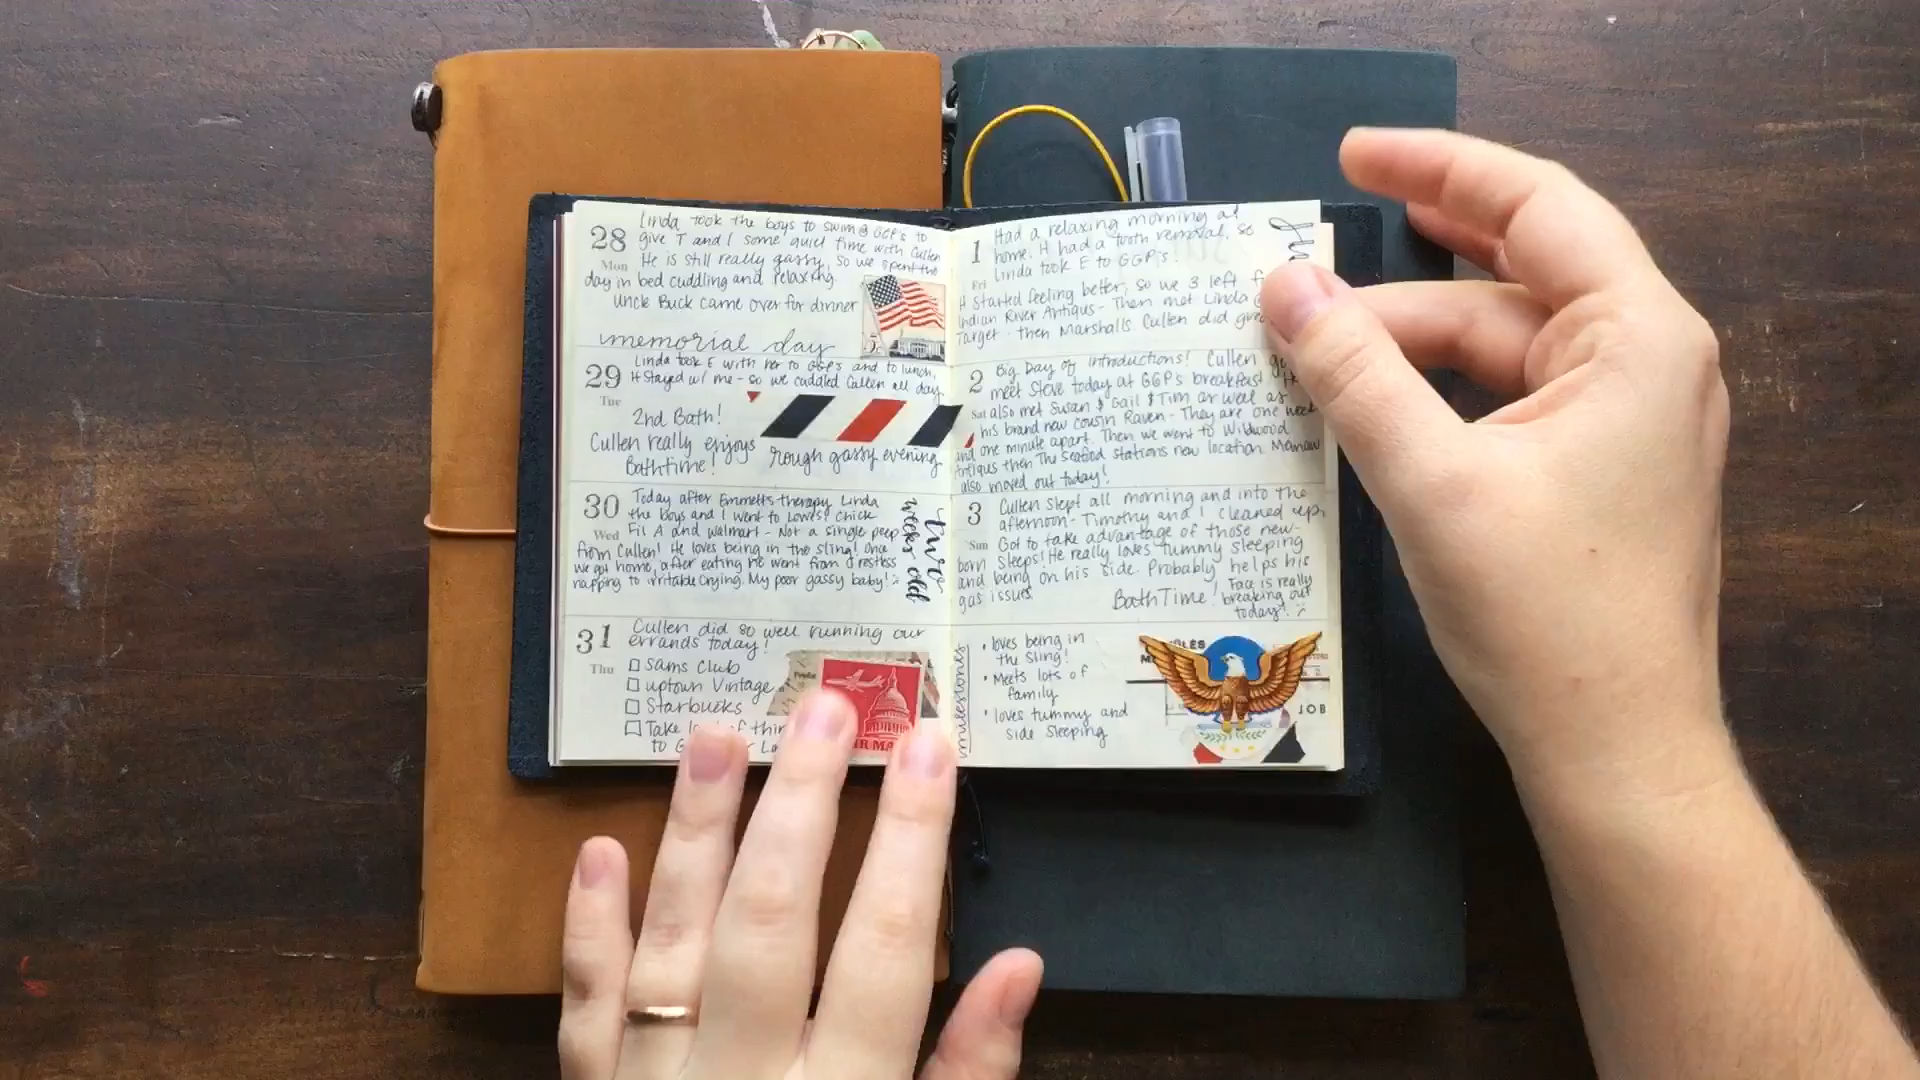 28
Mon
Linda took the boys to swim @ GGP's to
give T and I some quiet time with Cullen
He is still really gassy, so we spent the
day in bed cuddling and relaxing.
Uncle Buck came over for dinner
memorial day
29
Tue
Linda took E with her to GGP's and to lunch,
H stayed w/ me - so we cuddled Cullen all day
2nd Bath!
Cullen really enjoys
Bathtime!
rough gassy evening
30
Wed
Today after Emmett's therapy Linda
the boys and I went to Lowes! Chick
Fil A and Walmart - Not a single peep
from Cullen! He loves being in the sling! Once
we got home, after eating he went from restless
napping to irritable crying. My poor gassy baby!
two
weeks old
31
Thu
Cullen did so well running our
errands today!
Sams Club
uptown Vintage
Starbucks
Take of
to
1
Fri
Had a relaxing morning at
home. H had a tooth removal, so
Linda took E to GGP's!
H started feeling better, so we 3 left
Indian River Antiqus - Then met Linda @
Target - then Marshalls. Cullen did
Ju
2
Sat
Big Day of introductions! Cullen
meet Steve today at GGP's breakfast
also met Susan & Gail & Tim as well as
his brand new cousin Raven - They are one week
and one minute apart. Then we went to Wildwood
Antiqus then The Seafood Stations new location. Mamaw
also moved out today!
3
Sun
Cullen slept all morning and into the
afternoon - Timothy and I cleaned up.
Got to take advantage of those new-
born sleeps! He really loves tummy sleeping
and being on his side. Probably helps his
gas issues.
BathTime!
Face is really
breaking out
today!
milestones
• loves being in
the sling!
• Meets lots of
family
• loves tummy and
side sleeping
JOB